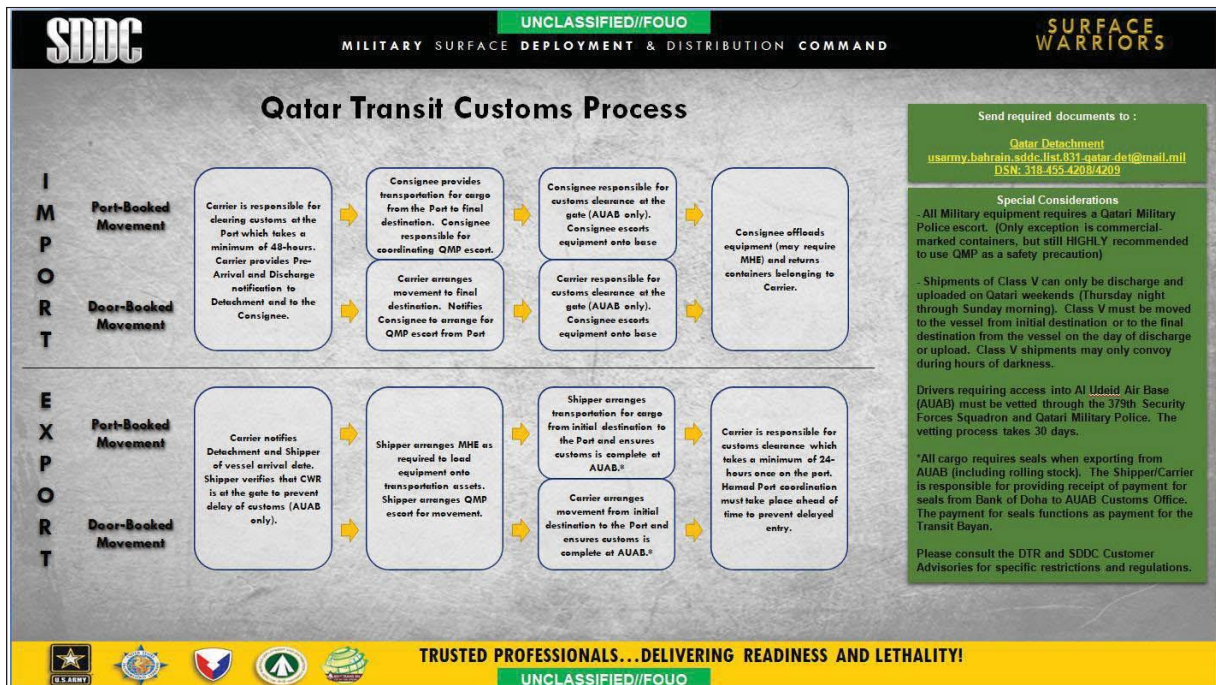 UNCLASSIFIED//FOUO
SDDC
MILITARY SURFACE DEPLOYMENT & DISTRIBUTION COMMAND
SURFACE
WARRIORS
Qatar Transit Customs Process
IMPORT
Port-Booked
Movement
Door-Booked
Movement
Carrier is responsible for
clearing customs at the
Port which takes a
minimum of 48-hours.
Carrier provides Pre-
Arrival and Discharge
notification to
Detachment and to the
Consignee.
Consignee provides
transportation for cargo
from the Port to final
destination. Consignee
responsible for
coordinating QMP escort.
Carrier arranges
movement to final
destination. Notifies
Consignee to arrange for
QMP escort from Port
Consignee responsible for
customs clearance at the
gate (AUAB only).
Consignee escorts
equipment onto base
Carrier responsible for
customs clearance at the
gate (AUAB only).
Consignee escorts
equipment onto base
Consignee offloads
equipment (may require
MHE) and returns
containers belonging to
Carrier.
EXPORT
Port-Booked
Movement
Door-Booked
Movement
Carrier notifies
Detachment and Shipper
of vessel arrival date.
Shipper verifies that CWR
is at the gate to prevent
delay of customs (AUAB
only).
Shipper arranges MHE as
required to load
equipment onto
transportation assets.
Shipper arranges QMP
escort for movement.
Shipper arranges
transportation for cargo
from initial destination to
the Port and ensures
customs is complete at
AUAB.*
Carrier arranges
movement from initial
destination to the Port and
ensures customs is
complete at AUAB.*
Carrier is responsible for
customs clearance which
takes a minimum of 24-
hours once on the port.
Hamad Port coordination
must take place ahead of
time to prevent delayed
entry.
Send required documents to :
Qatar Detachment
usarmy.bahrain.sddc.list.831-qatar-det@mail.mil
DSN: 318-455-4208/4209
Special Considerations
- All Military equipment requires a Qatari Military
Police escort. (Only exception is commercial-
marked containers, but still HIGHLY recommended
to use QMP as a safety precaution)
- Shipments of Class V can only be discharge and
uploaded on Qatari weekends (Thursday night
through Sunday morning). Class V must be moved
to the vessel from initial destination or to the final
destination from the vessel on the day of discharge
or upload. Class V shipments may only convoy
during hours of darkness.
Drivers requiring access into Al Udeid Air Base
(AUAB) must be vetted through the 379th Security
Forces Squadron and Qatari Military Police. The
vetting process takes 30 days.
*All cargo requires seals when exporting from
AUAB (including rolling stock). The Shipper/Carrier
is responsible for providing receipt of payment for
seals from Bank of Doha to AUAB Customs Office.
The payment for seals functions as payment for the
Transit Bayan.
Please consult the DTR and SDDC Customer
Advisories for specific restrictions and regulations.
U.S.ARMY
TRUSTED PROFESSIONALS...DELIVERING READINESS AND LETHALITY!
UNCLASSIFIED//FOUO